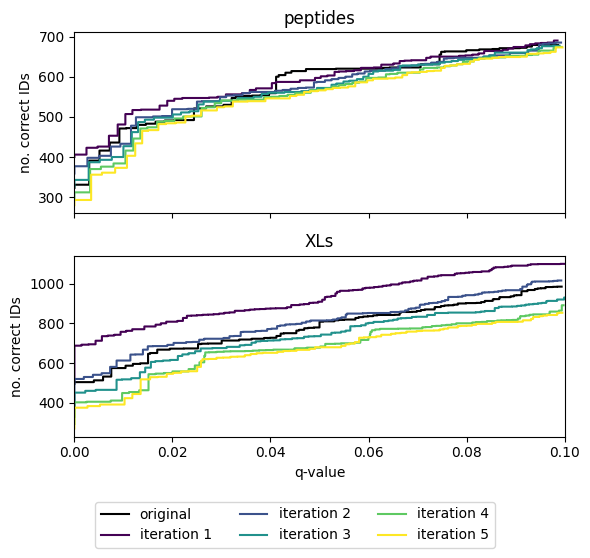 peptides
no. correct IDs
700
600
500
400
300
XLs
no. correct IDs
1000
800
600
400
0.00 0.02 0.04 0.06 0.08 0.10
q-value
original iteration 2 iteration 4
iteration 1 iteration 3 iteration 5